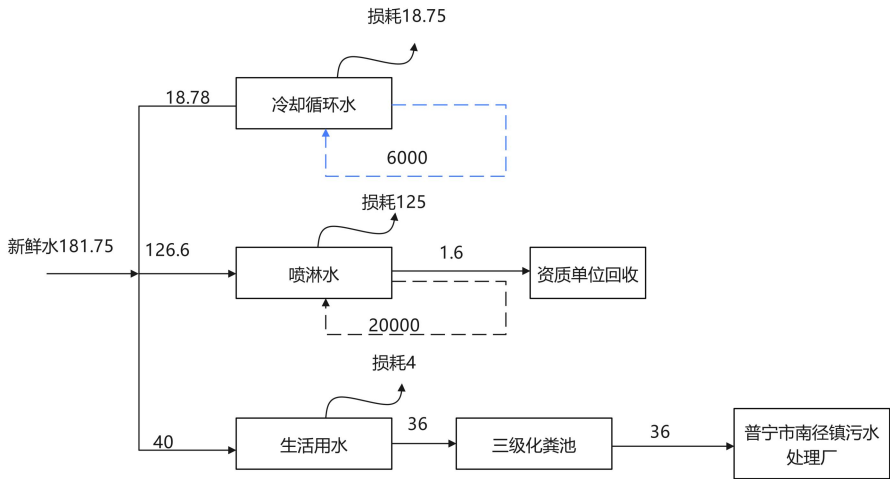 损耗18.75
18.78
冷却循环水
6000
损耗125
新鲜水181.75
126.6
喷淋水
1.6
资质单位回收
20000
损耗4
40
生活用水
36
三级化粪池
36
普宁市南径镇污水
处理厂